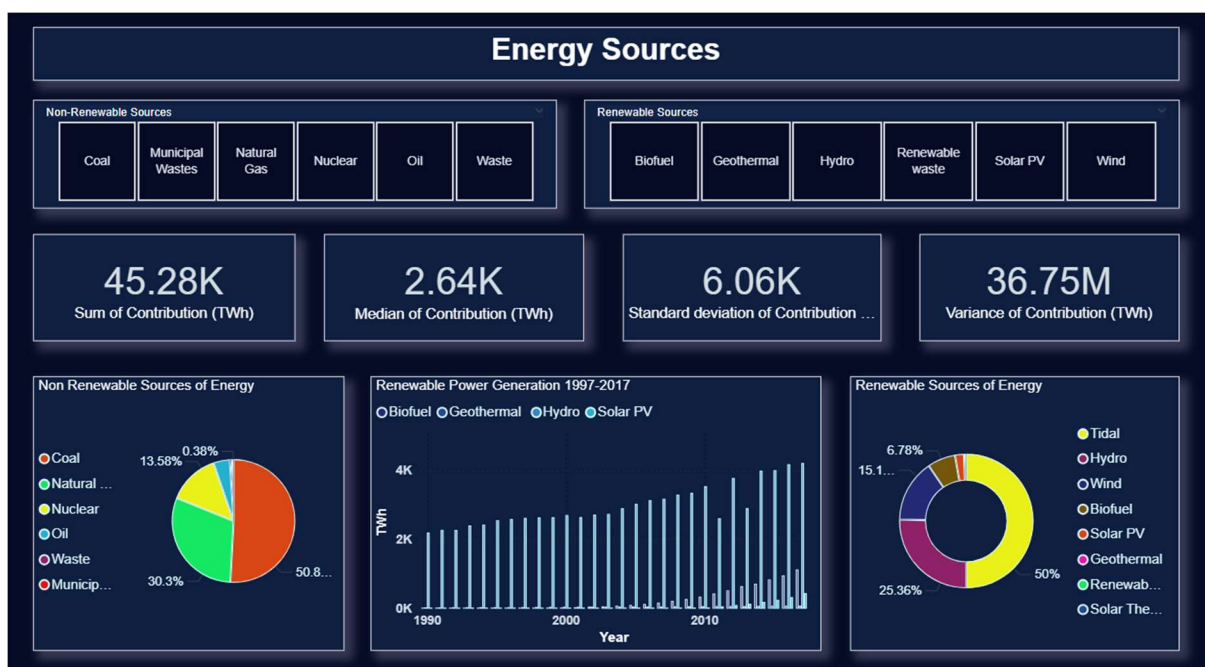 Energy Sources
Non-Renewable Sources
Coal
Municipal
Wastes
Natural
Gas
Nuclear
Oil
Waste
Renewable Sources
Biofuel
Geothermal
Hydro
Renewable
waste
Solar PV
Wind
45.28K
Sum of Contribution (TWh)
2.64K
Median of Contribution (TWh)
6.06K
Standard deviation of Contribution ...
36.75M
Variance of Contribution (TWh)
Non Renewable Sources of Energy
Coal
Natural ...
Nuclear
Oil
Waste
Municip...
0.38%
13.58%
30.3%
50.8...
Renewable Power Generation 1997-2017
Biofuel Geothermal Hydro Solar PV
TWh
4K
2K
0K
1990 2000 2010
Year
Renewable Sources of Energy
6.78%
15.1...
25.36%
50%
Tidal
Hydro
Wind
Biofuel
Solar PV
Geothermal
Renewab...
Solar The...